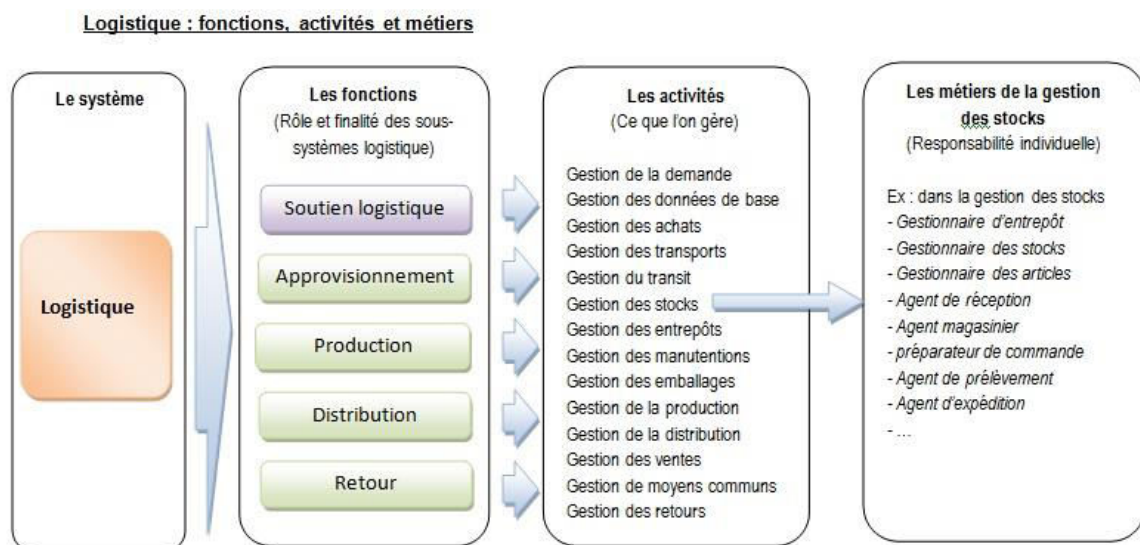 Logistique : fonctions, activités et métiers
Le système
Logistique
Les fonctions
(Rôle et finalité des sous-
systèmes logistique)
Soutien logistique
Approvisionnement
Production
Distribution
Retour
Les activités
(Ce que l'on gère)
Gestion de la demande
Gestion des données de base
Gestion des achats
Gestion des transports
Gestion du transit
Gestion des stocks
Gestion des entrepôts
Gestion des manutentions
Gestion des emballages
Gestion de la production
Gestion de la distribution
Gestion des ventes
Gestion de moyens communs
Gestion des retours
Les métiers de la gestion
des stocks
(Responsabilité individuelle)
Ex : dans la gestion des stocks
- Gestionnaire d'entrepôt
- Gestionnaire des stocks
- Gestionnaire des articles
- Agent de réception
- Agent magasinier
- préparateur de commande
- Agent de prélèvement
- Agent d'expédition
- ...